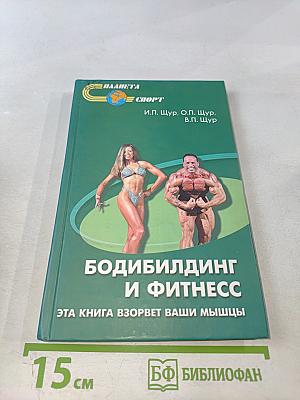 ПЛАНЕТА
СПОРТ
И.П. Щур, О.П. Щур,
В.П. Щур
БОДИБИЛДИНГ
И ФИТНЕСС
ЭТА КНИГА ВЗОРВЕТ ВАШИ МЫШЦЫ
15 см
БФ БИБЛИОФАН